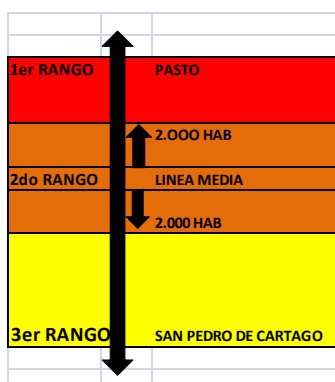 1er RANGO PASTO
2.OOO HAB
2do RANGO LINEA MEDIA
2.000 HAB
3er RANGO SAN PEDRO DE CARTAGO